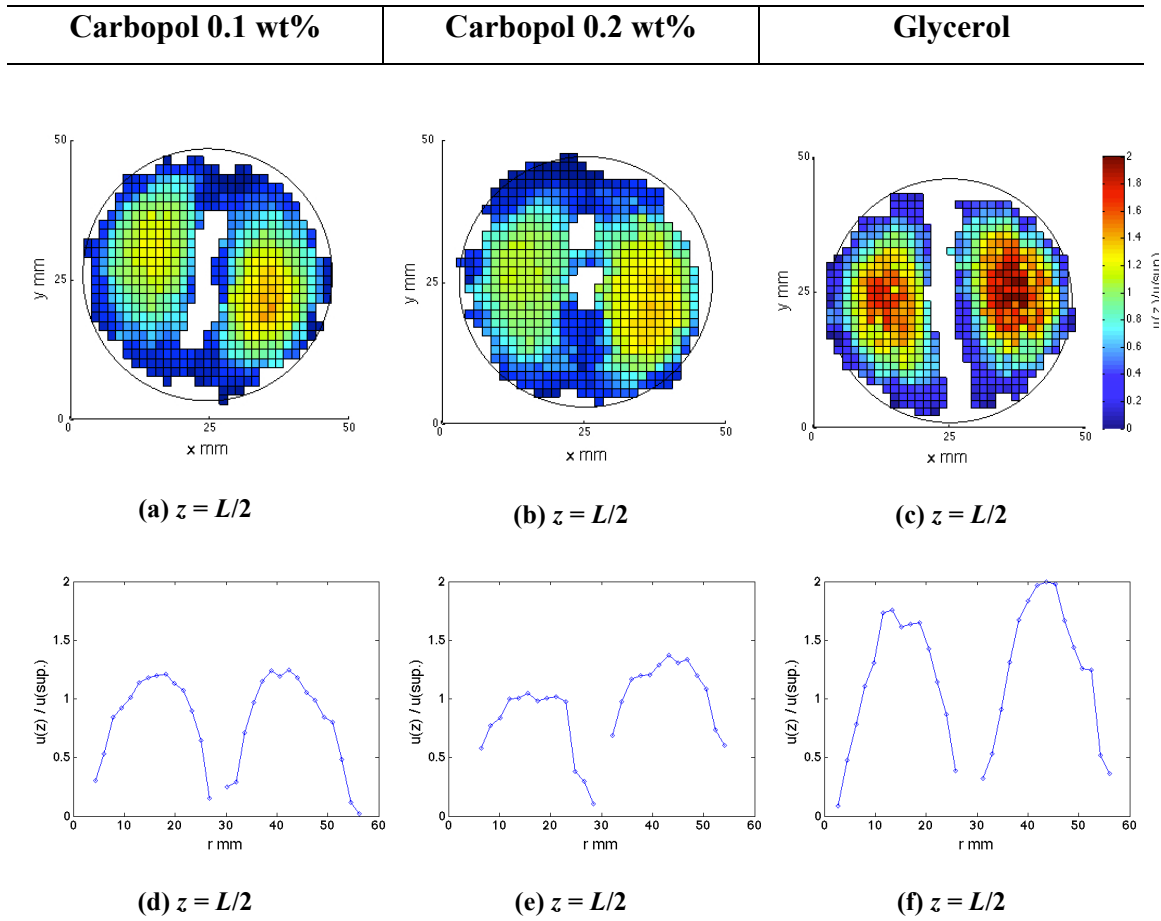 Carbopol 0.1 wt% Carbopol 0.2 wt% Glycerol
50
25
0
y mm
0 25 50
x mm
50
25
0
y mm
0 25 50
x mm
50
25
0
y mm
0 25 50
x mm
2
1.8
1.6
1.4
1.2
1
0.8
0.6
0.4
0.2
0
u(z)/u(sup)
(a) z = L/2 (b) z = L/2 (c) z = L/2
2
1.5
1
0.5
0
u(z) / u(sup.)
0 10 20 30 40 50 60
r mm
2
1.5
1
0.5
0
u(z) / u(sup.)
0 10 20 30 40 50 60
r mm
2
1.5
1
0.5
0
u(z) / u(sup.)
0 10 20 30 40 50 60
r mm
(d) z = L/2 (e) z = L/2 (f) z = L/2